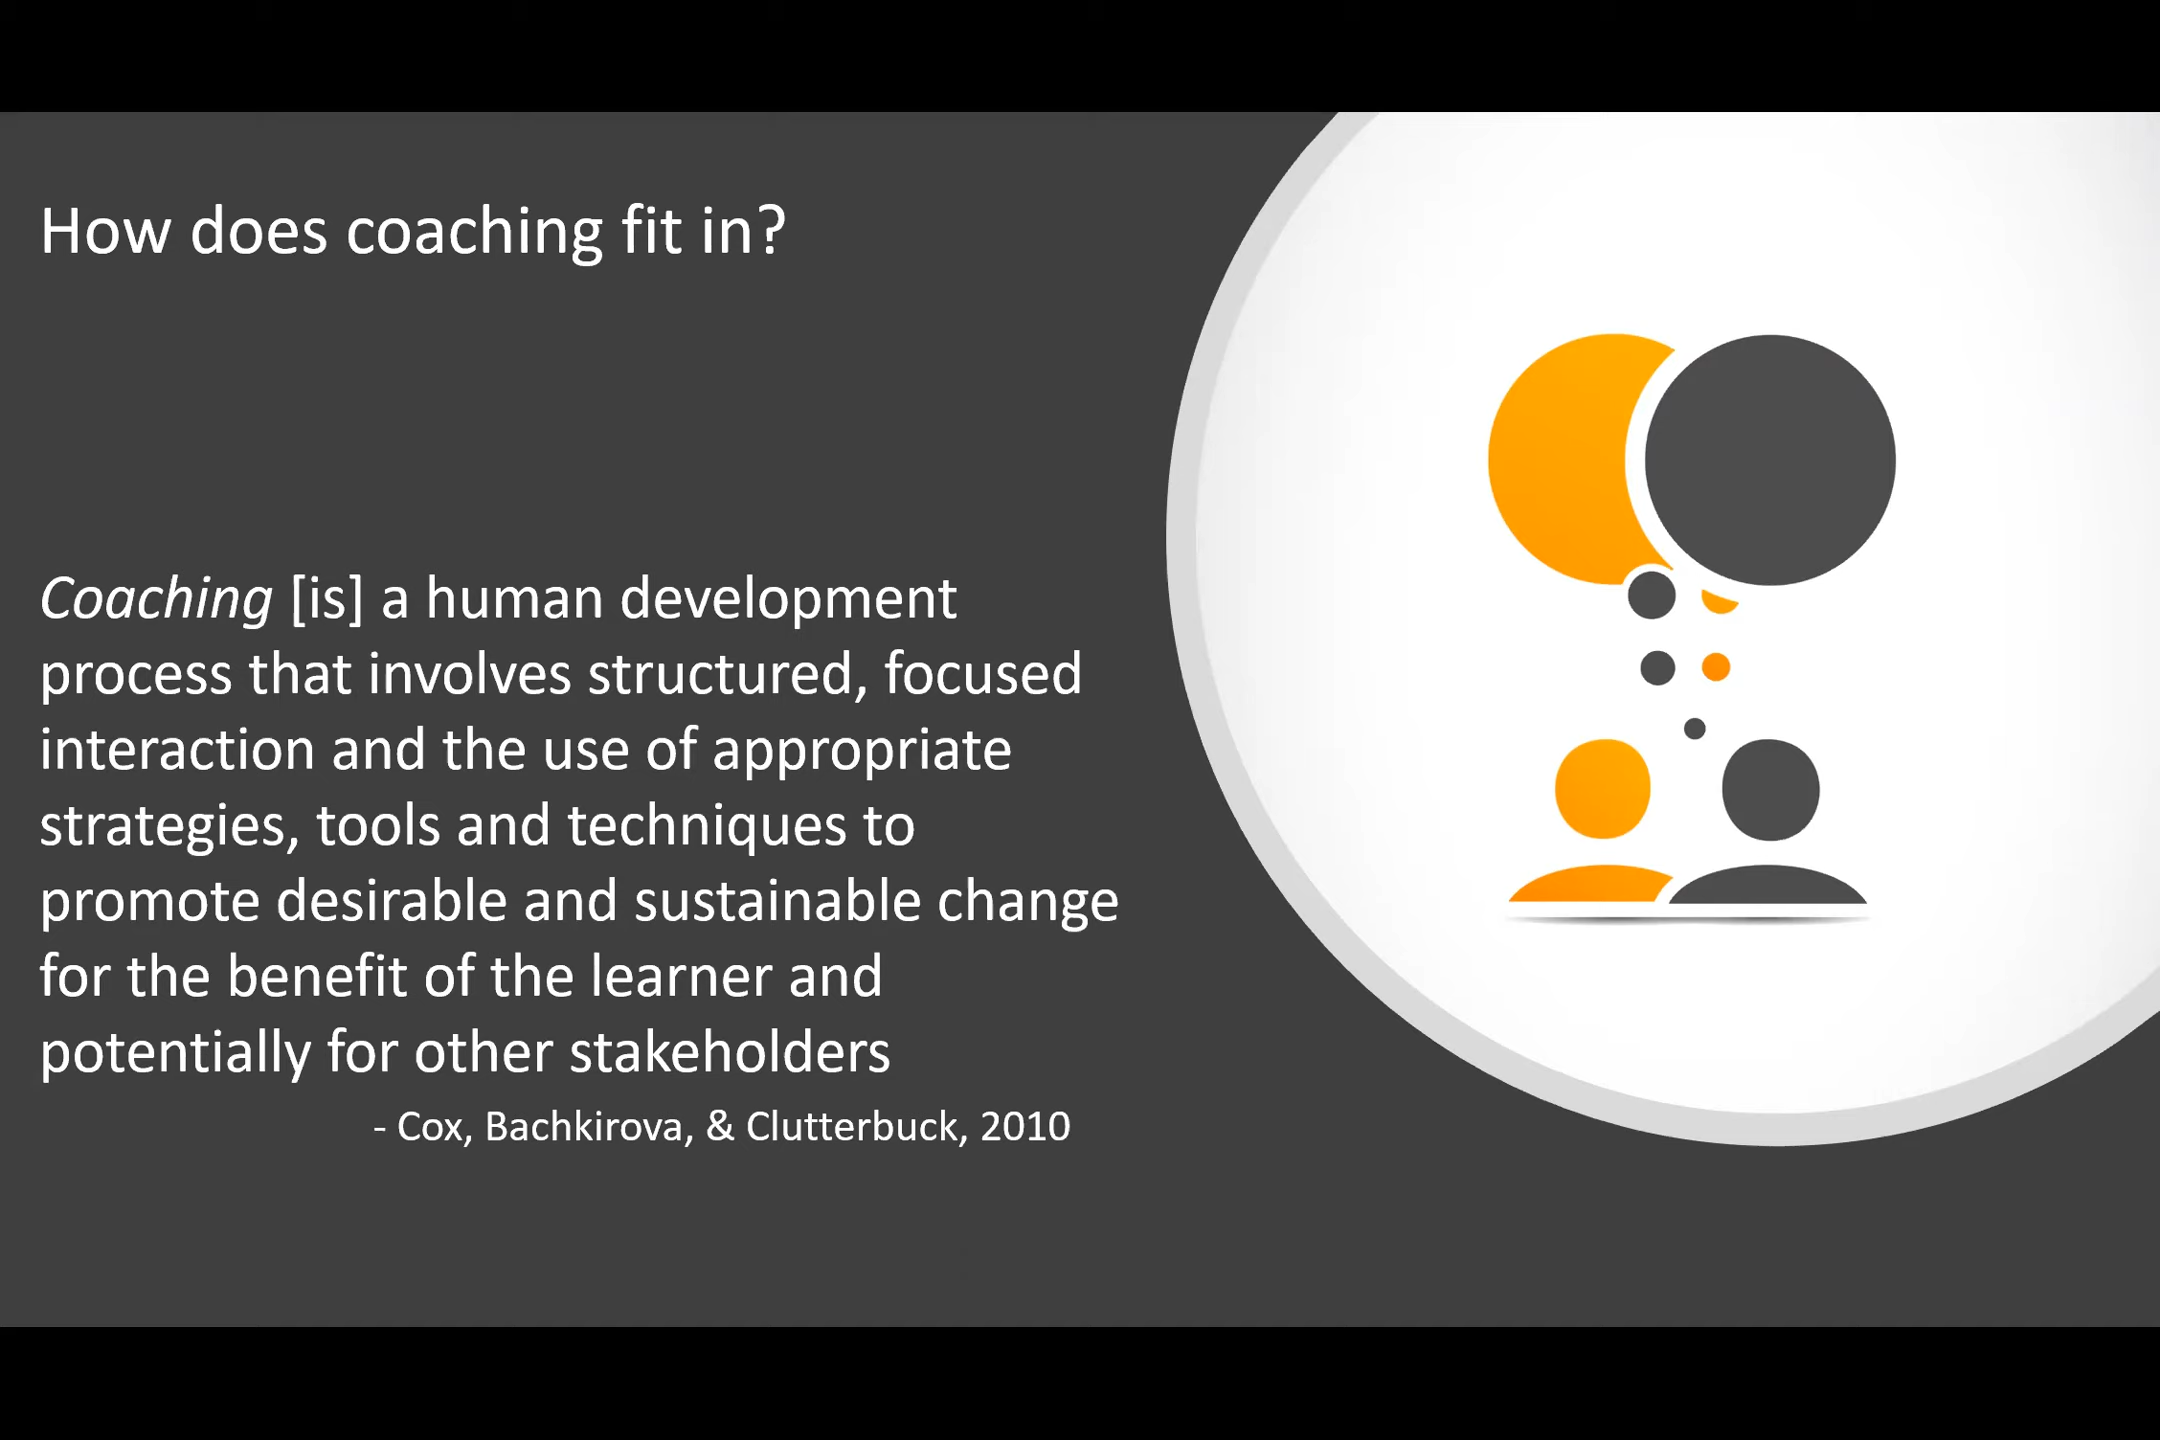 How does coaching fit in?
Coaching [is] a human development
process that involves structured, focused
interaction and the use of appropriate
strategies, tools and techniques to
promote desirable and sustainable change
for the benefit of the learner and
potentially for other stakeholders
- Cox, Bachkirova, & Clutterbuck, 2010